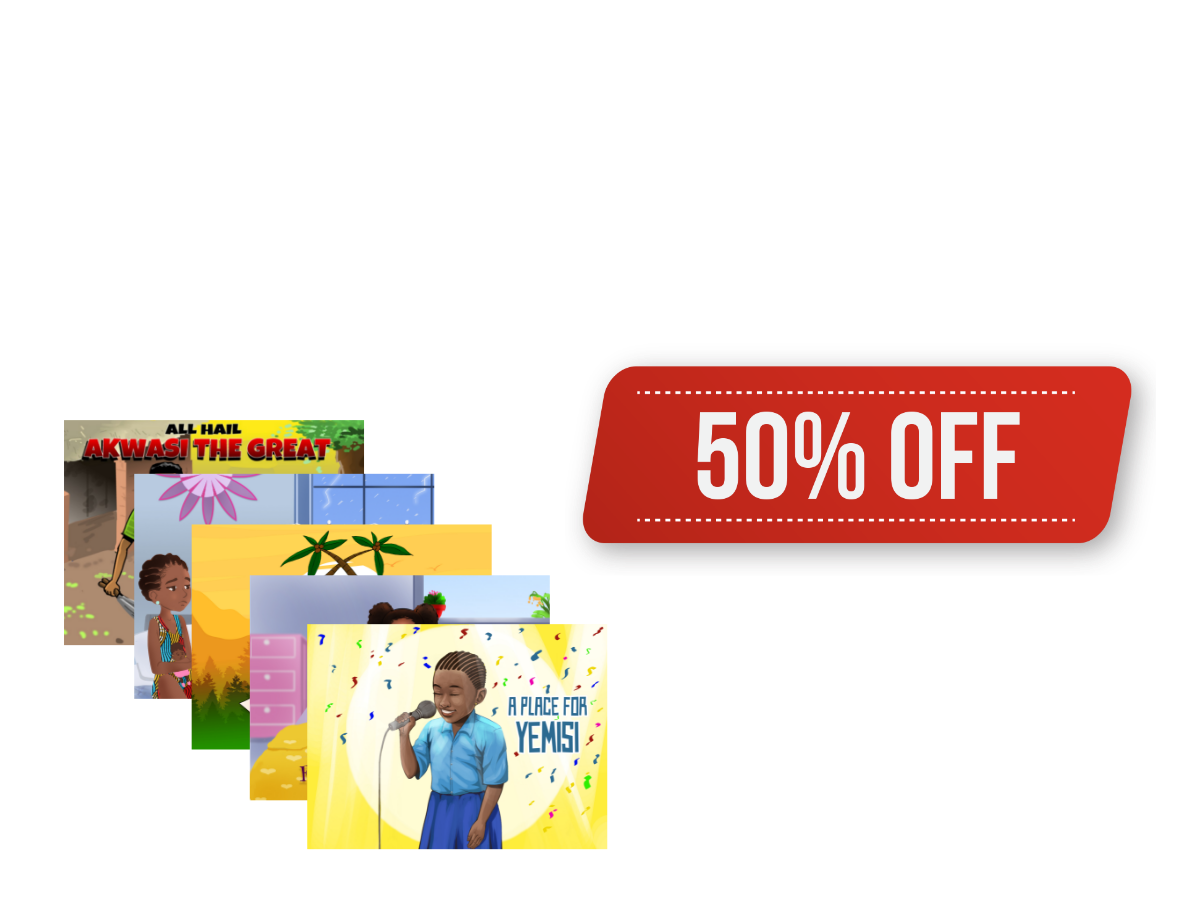 ALL HAIL
AKWASI THE GREAT
50% OFF
A PLACE FOR
YEMISI